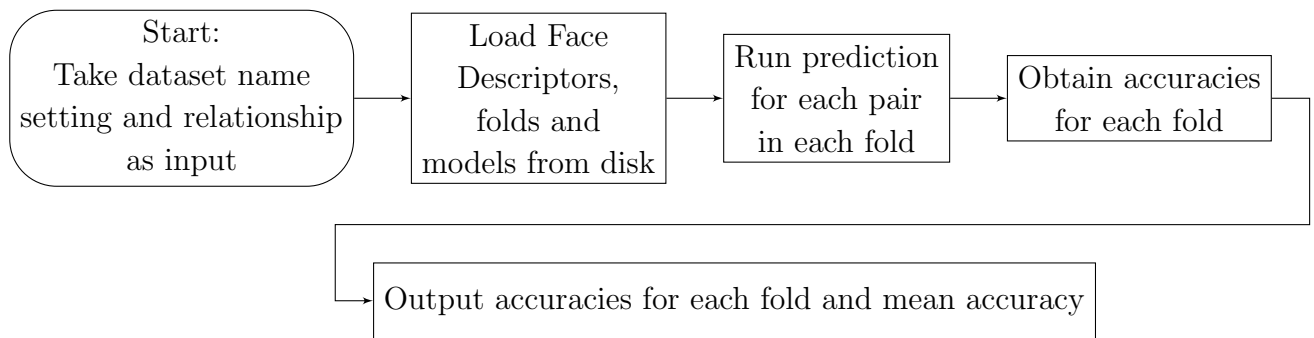 Start:
Take dataset name
setting and relationship
as input
Load Face
Descriptors,
folds and
models from disk
Run prediction
for each pair
in each fold
Obtain accuracies
for each fold
Output accuracies for each fold and mean accuracy